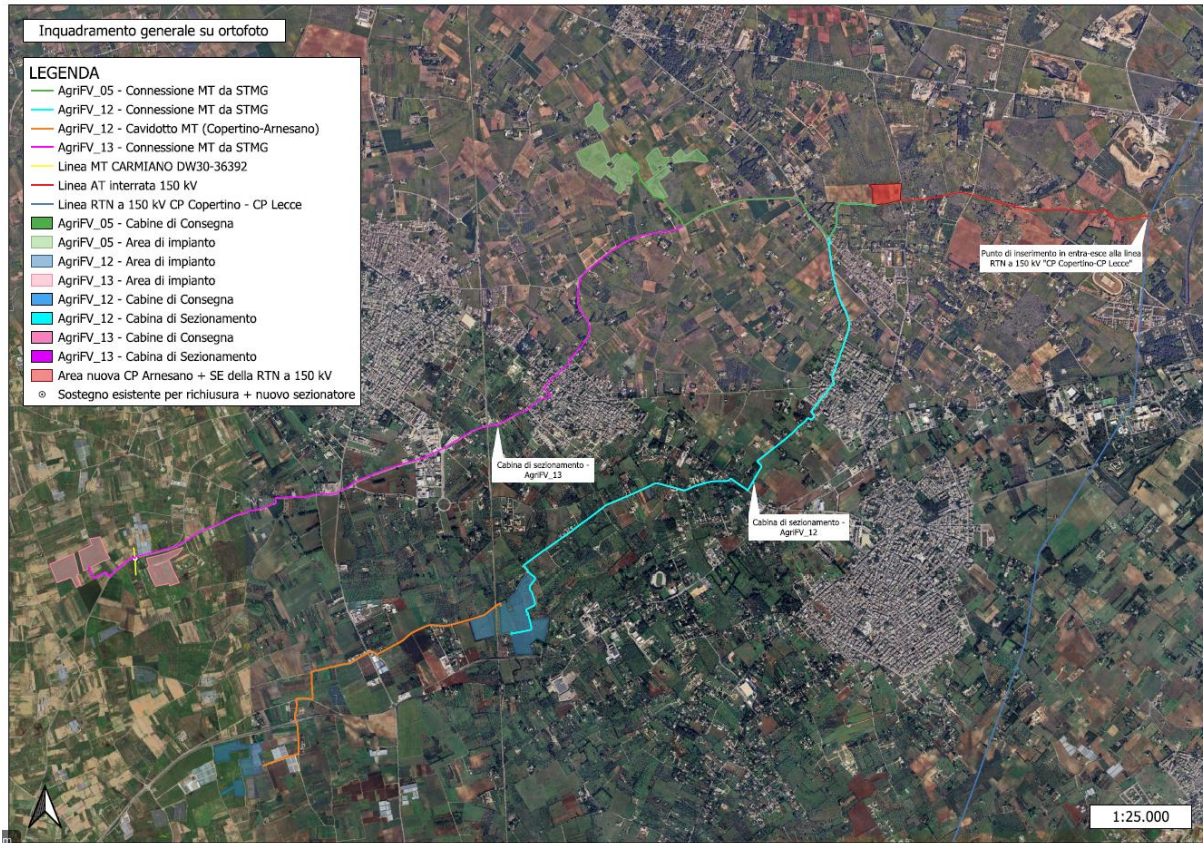 Inquadramento generale su ortofoto
LEGENDA
AgriFV_05 - Connessione MT da STMG
AgriFV_12 - Connessione MT da STMG
AgriFV_12 - Cavidotto MT (Copertino-Arnesano)
AgriFV_13 - Connessione MT da STMG
Linea MT CARMIANO DW30-36392
Linea AT interrata 150 kV
Linea RTN a 150 kV CP Copertino - CP Lecce
AgriFV_05 - Cabine di Consegna
AgriFV_05 - Area di impianto
AgriFV_12 - Area di impianto
AgriFV_13 - Area di impianto
AgriFV_12 - Cabine di Consegna
AgriFV_12 - Cabina di Sezionamento
AgriFV_13 - Cabina di Consegna
AgriFV_13 - Cabina di Sezionamento
Area nuova CP Arnesano + SE della RTN a 150 kV
Sostegno esistente per richiusura + nuovo sezionatore
Punto di inserimento in entra-esce alla linea
RTN a 150 kV "CP Copertino-CP Lecce"
Cabina di sezionamento -
AgriFV_13
Cabina di sezionamento -
AgriFV_12
1:25.000